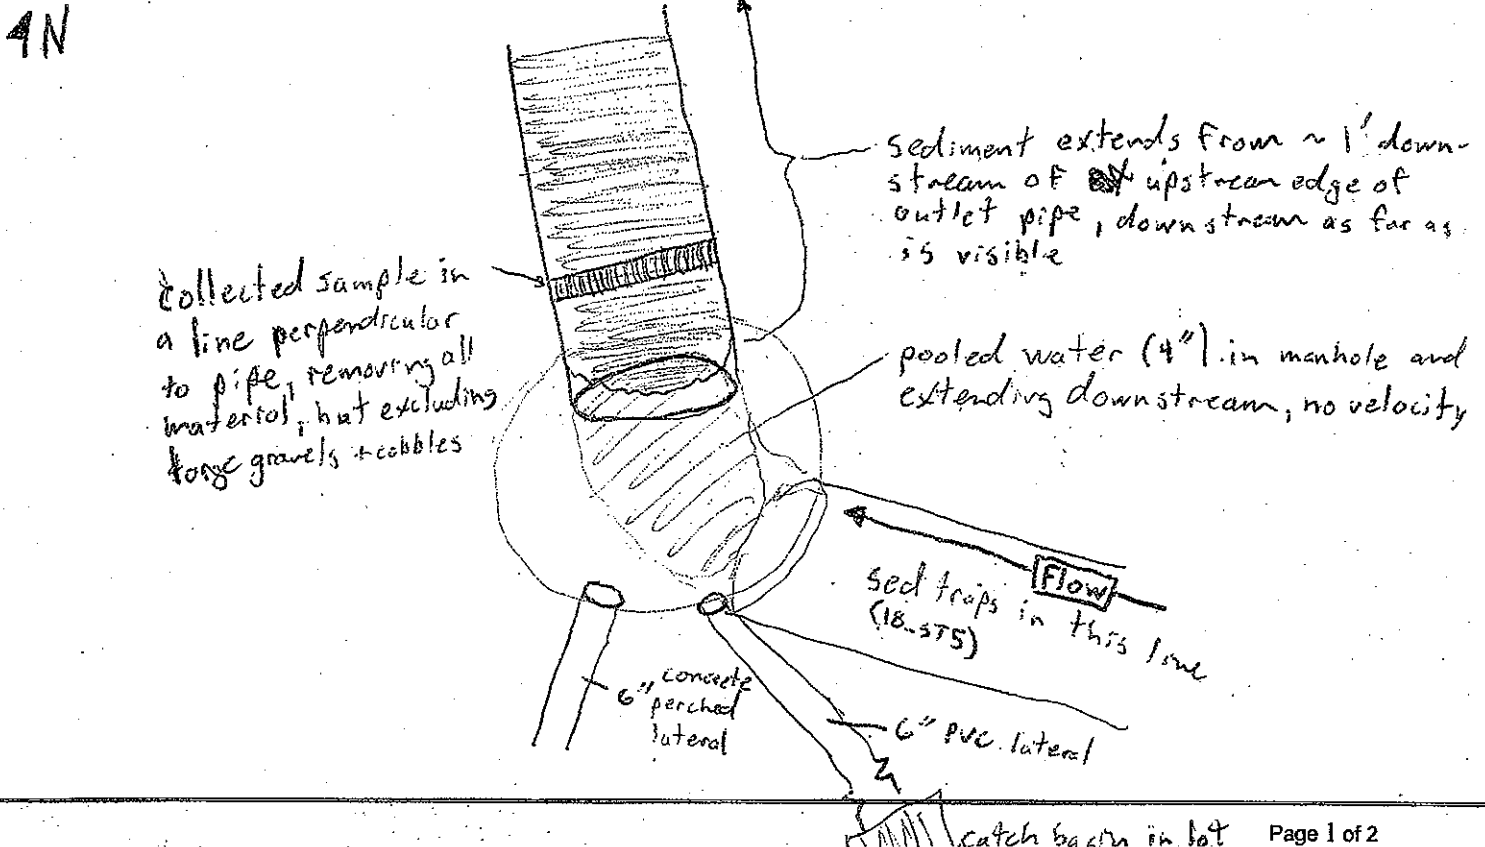 4N
sediment extends from ~ 1' down-
stream of upstream edge of
outlet pipe, downstream as far as
is visible
collected sample in
a line perpendicular
to pipe, removing all
material, but excluding
large gravels + cobbles
pooled water (4") in manhole and
extending downstream, no velocity
Flow
sed traps in this line
(18-ST5)
6" concrete
perched
lateral
6" PVC lateral
catch basin in lot
Page 1 of 2